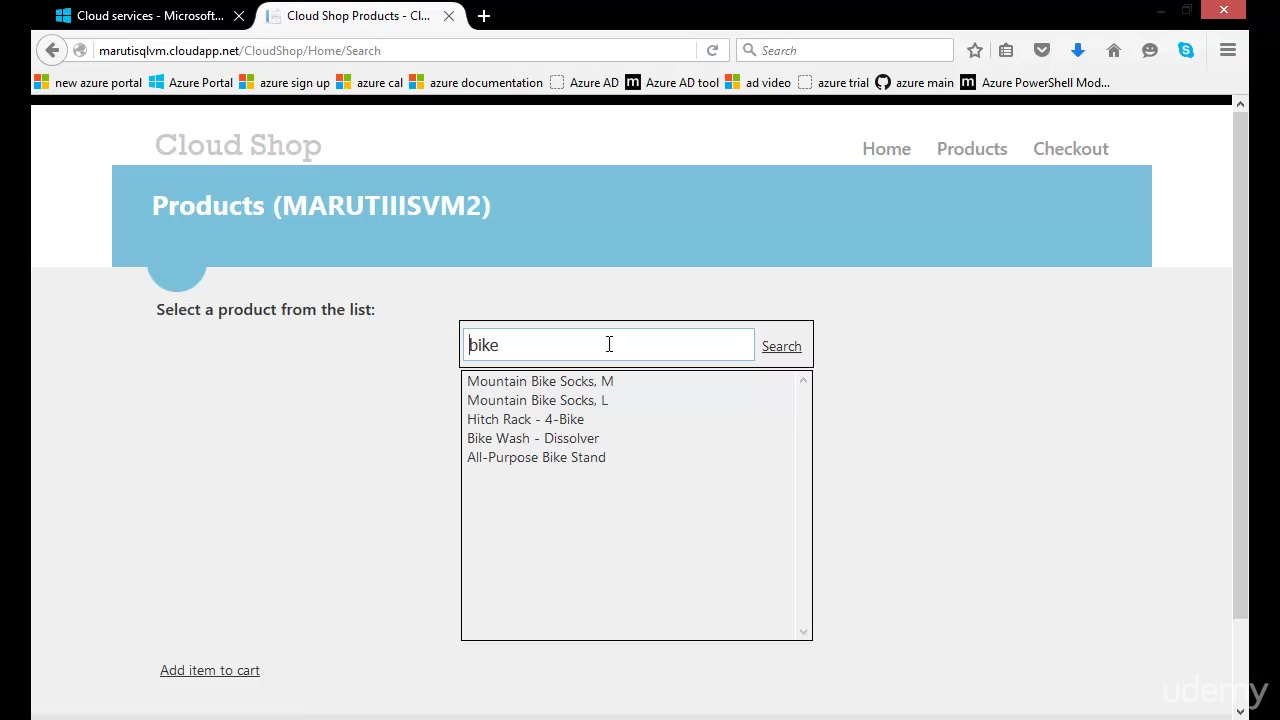 Cloud services - Microsoft...
Cloud Shop Products - Cl...
marutisqlvm.cloudapp.net/CloudShop/Home/Search
Search
new azure portal
Azure Portal
azure sign up
azure cal
azure documentation
Azure AD
Azure AD tool
ad video
azure trial
azure main
Azure PowerShell Mod...
Cloud Shop
Home
Products
Checkout
Products (MARUTIIISVM2)
Select a product from the list:
bike
Search
Mountain Bike Socks, M
Mountain Bike Socks, L
Hitch Rack - 4-Bike
Bike Wash - Dissolver
All-Purpose Bike Stand
Add item to cart
udemy